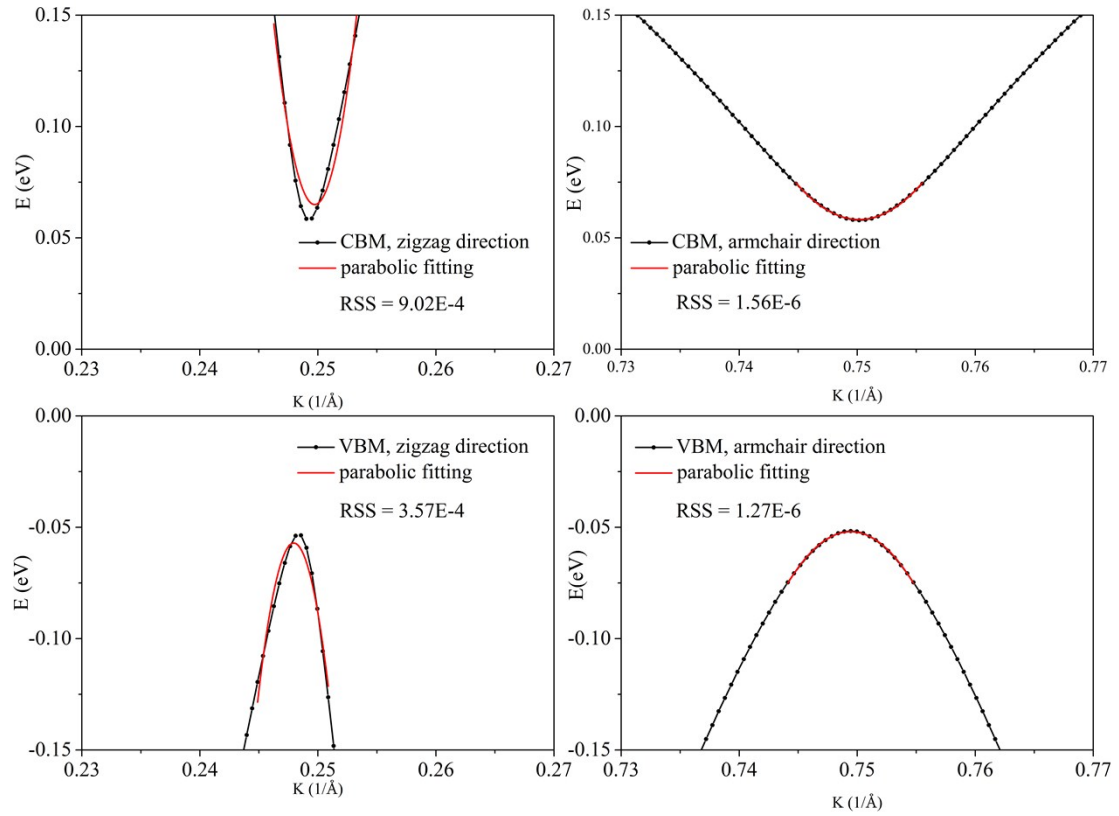 0.15
0.10
0.05
0.00
E (eV)
CBM, zigzag direction
parabolic fitting
RSS = 9.02E-4
0.23 0.24 0.25 0.26 0.27
K (1/Å)
0.15
0.10
0.05
0.00
E (eV)
CBM, armchair direction
parabolic fitting
RSS = 1.56E-6
0.73 0.74 0.75 0.76 0.77
K (1/Å)
0.00
-0.05
-0.10
-0.15
E (eV)
VBM, zigzag direction
parabolic fitting
RSS = 3.57E-4
0.23 0.24 0.25 0.26 0.27
K (1/Å)
0.00
-0.05
-0.10
-0.15
E(eV)
VBM, armchair direction
parabolic fitting
RSS = 1.27E-6
0.73 0.74 0.75 0.76 0.77
K (1/Å)